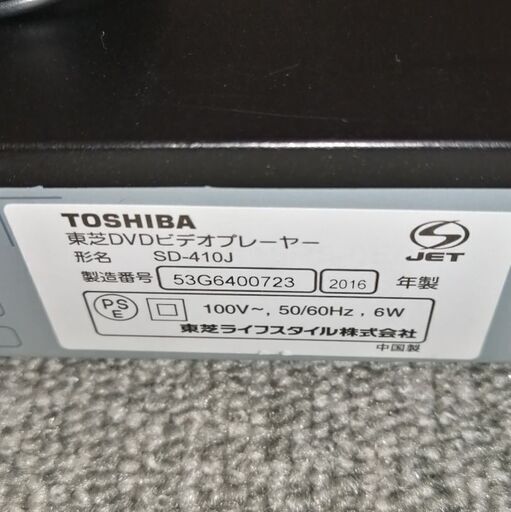 TOSHIBA
東芝DVDビデオプレーヤー
形名 SD-410J
製造番号 53G6400723 2016 年製
PS E 100V~, 50/60Hz, 6W
東芝ライフスタイル株式会社
中国製
S JET